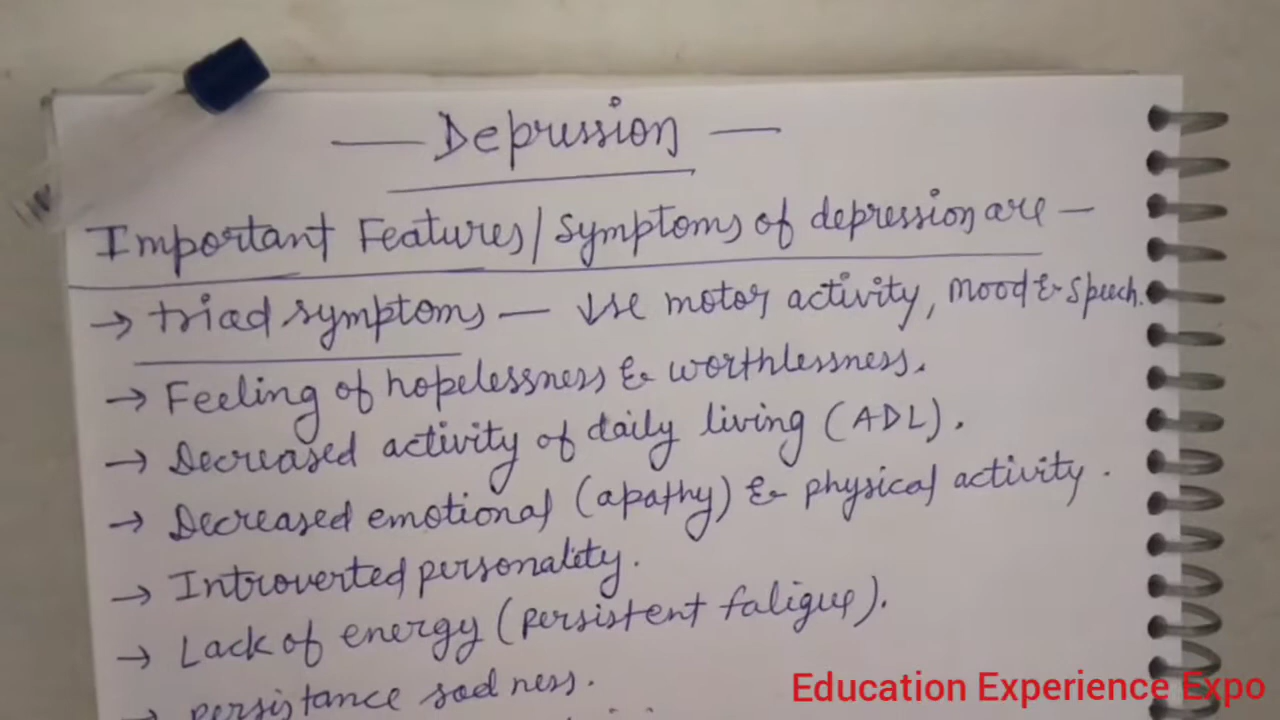 — Depression —
Important Features/Symptoms of depression are —
→ triad symptoms — ↓se motor activity, mood & speech.
→ Feeling of hopelessness & worthlessness.
→ Decreased activity of daily living (ADL).
→ Decreased emotional (apathy) & physical activity.
→ Introverted personality.
→ Lack of energy (persistent fatigue).
→ persistance sadness.
Education Experience Expo